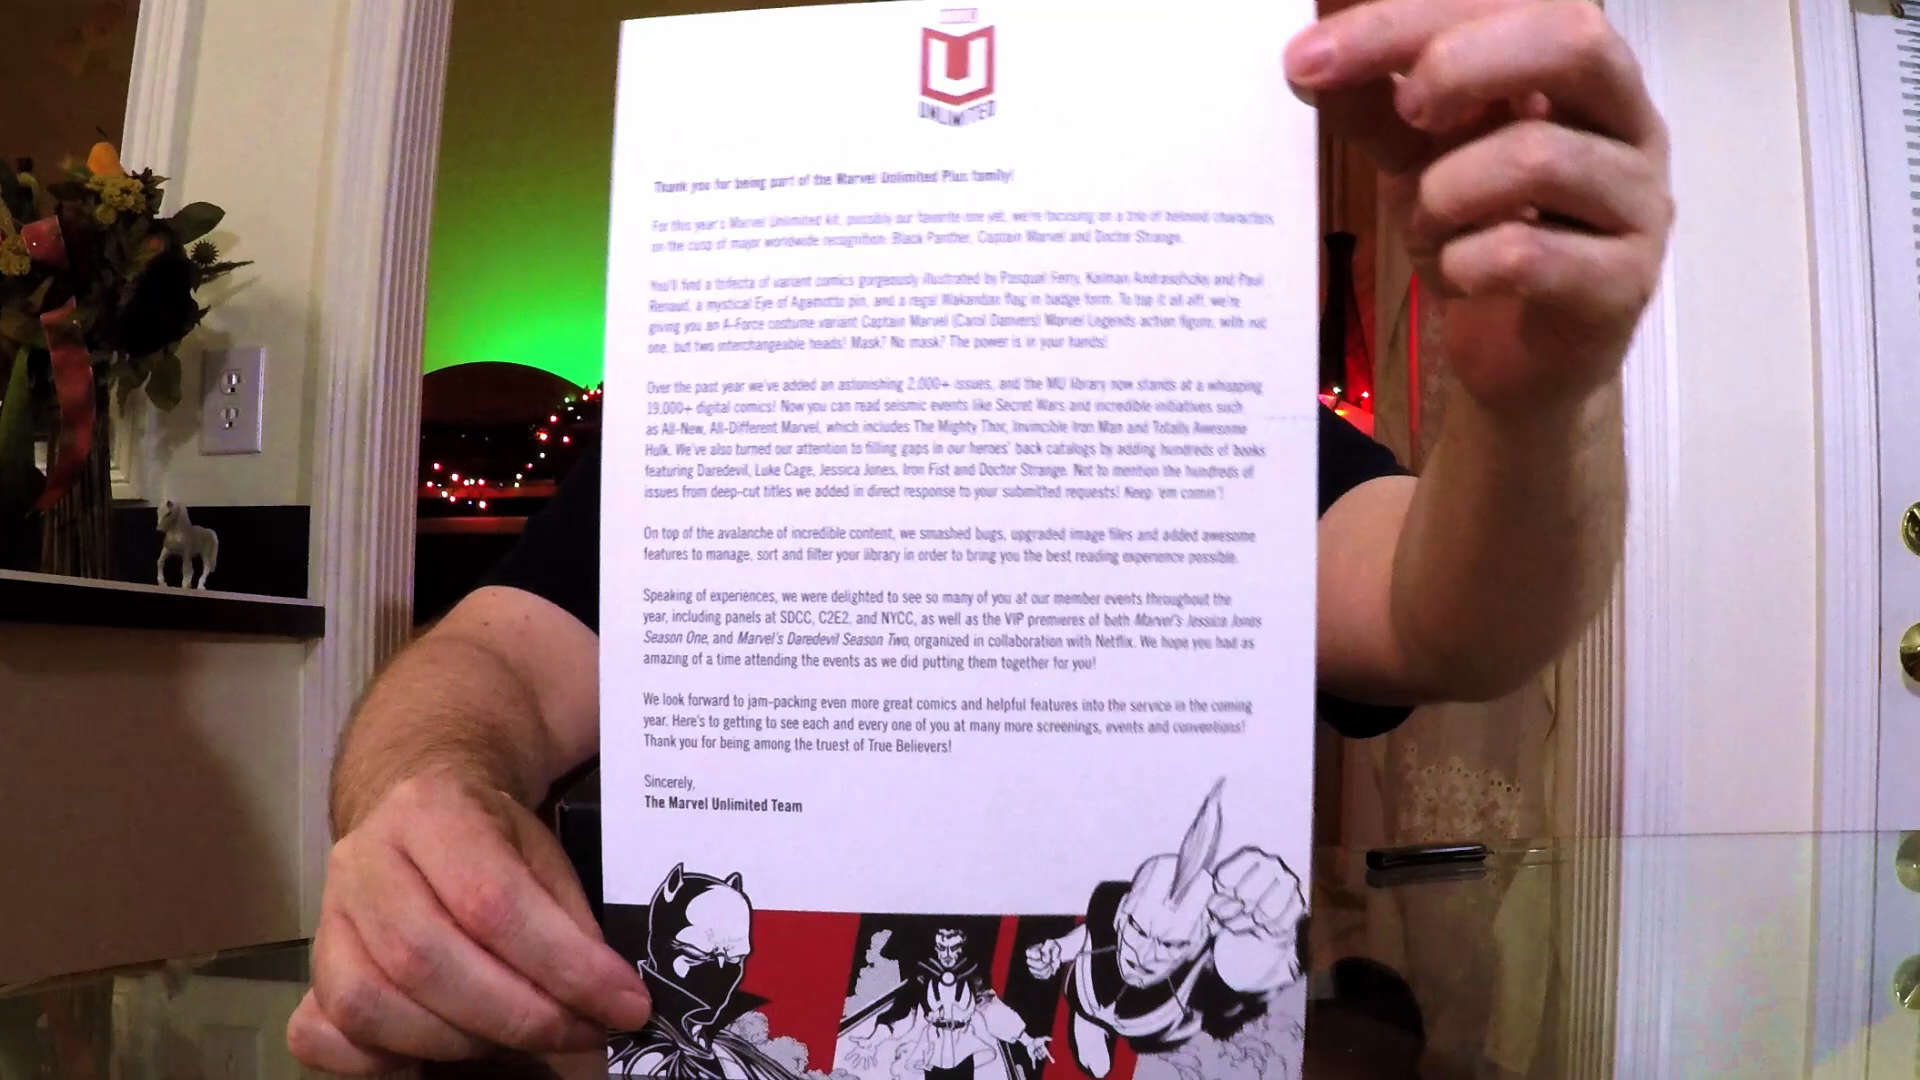 MARVEL
UNLIMITED
Thank you for being part of the Marvel Unlimited Plus family!
For this year's Marvel Unlimited kit, possibly our favorite one yet, we're focusing on a trio of beloved characters
on the cusp of major worldwide recognition: Black Panther, Captain Marvel and Doctor Strange.
You'll find a trifecta of variant comics gorgeously illustrated by Pasqual Ferry, Kalman Andrasofszky and Paul
Renaud, a mystical Eye of Agamotto pin, and a regal Wakandan flag in badge form. To top it all off, we're
giving you an A-Force costume variant Captain Marvel (Carol Danvers) Marvel Legends action figure, with not
one, but two interchangeable heads! Mask? No mask? The power is in your hands!
Over the past year we've added an astonishing 2,000+ issues, and the MU library now stands at a whopping
19,000+ digital comics! Now you can read seismic events like Secret Wars and incredible initiatives such
as All-New, All-Different Marvel, which includes The Mighty Thor, Invincible Iron Man and Totally Awesome
Hulk. We've also turned our attention to filling gaps in our heroes' back catalogs by adding hundreds of books
featuring Daredevil, Luke Cage, Jessica Jones, Iron Fist and Doctor Strange. Not to mention the hundreds of
issues from deep-cut titles we added in direct response to your submitted requests! Keep 'em comin'!
On top of the avalanche of incredible content, we smashed bugs, upgraded image files and added awesome
features to manage, sort and filter your library in order to bring you the best reading experience possible.
Speaking of experiences, we were delighted to see so many of you at our member events throughout the
year, including panels at SDCC, C2E2, and NYCC, as well as the VIP premieres of both Marvel's Jessica Jones
Season One, and Marvel's Daredevil Season Two, organized in collaboration with Netflix. We hope you had as
amazing of a time attending the events as we did putting them together for you!
We look forward to jam-packing even more great comics and helpful features into the service in the coming
year. Here's to getting to see each and every one of you at many more screenings, events and conventions!
Thank you for being among the truest of True Believers!
Sincerely,
The Marvel Unlimited Team